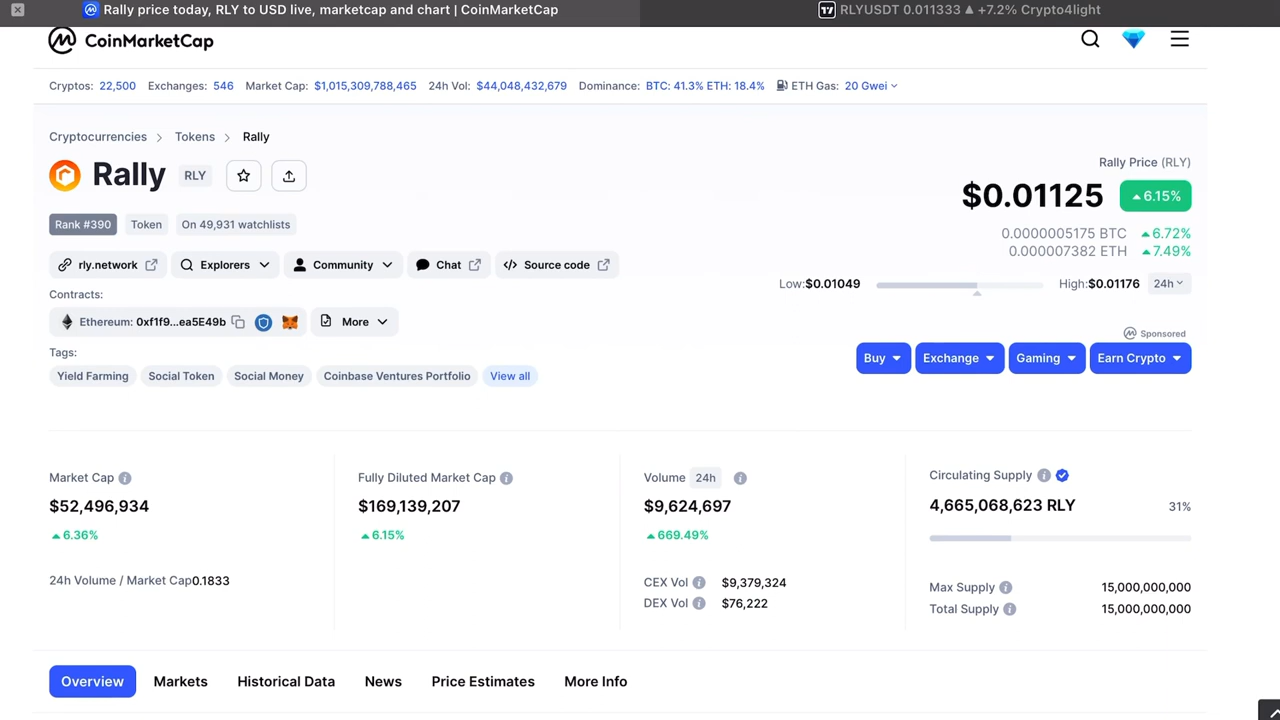 Rally price today, RLY to USD live, marketcap and chart | CoinMarketCap
RLYUSDT 0.011333 ▲ +7.2% Crypto4light
CoinMarketCap
Cryptos: 22,500 Exchanges: 546 Market Cap: $1,015,309,788,465 24h Vol: $44,048,432,679 Dominance: BTC: 41.3% ETH: 18.4% ETH Gas: 20 Gwei
Cryptocurrencies > Tokens > Rally
Rally RLY
Rank #390 Token On 49,931 watchlists
rly.network Explorers Community Chat Source code
Contracts:
Ethereum: 0xf1f9...ea5E49b More
Tags:
Yield Farming Social Token Social Money Coinbase Ventures Portfolio View all
Rally Price (RLY)
$0.01125 6.15%
0.0000005175 BTC 6.72%
0.000007382 ETH 7.49%
Low:$0.01049 High:$0.01176 24h
Sponsored
Buy Exchange Gaming Earn Crypto
Market Cap
$52,496,934
6.36%
24h Volume / Market Cap0.1833
Fully Diluted Market Cap
$169,139,207
6.15%
Volume 24h
$9,624,697
669.49%
CEX Vol $9,379,324
DEX Vol $76,222
Circulating Supply
4,665,068,623 RLY 31%
Max Supply 15,000,000,000
Total Supply 15,000,000,000
Overview Markets Historical Data News Price Estimates More Info